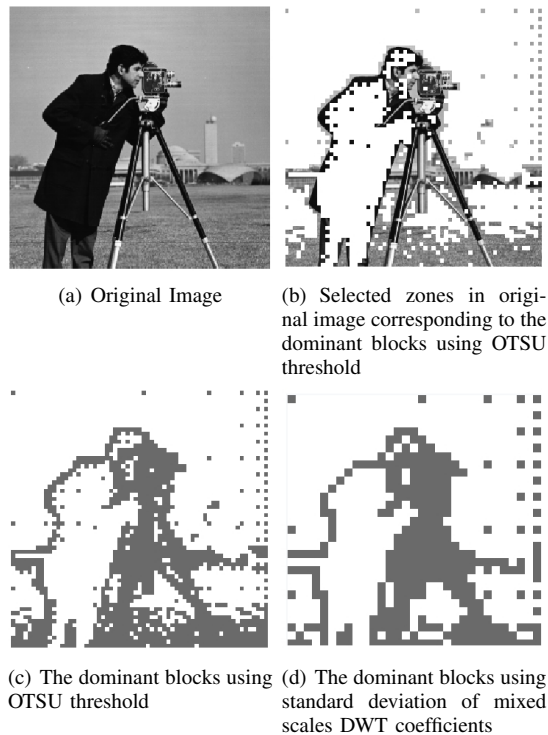 (a) Original Image
(b) Selected zones in origi-
nal image corresponding to the
dominant blocks using OTSU
threshold
(c) The dominant blocks using
OTSU threshold
(d) The dominant blocks using
standard deviation of mixed
scales DWT coefficients